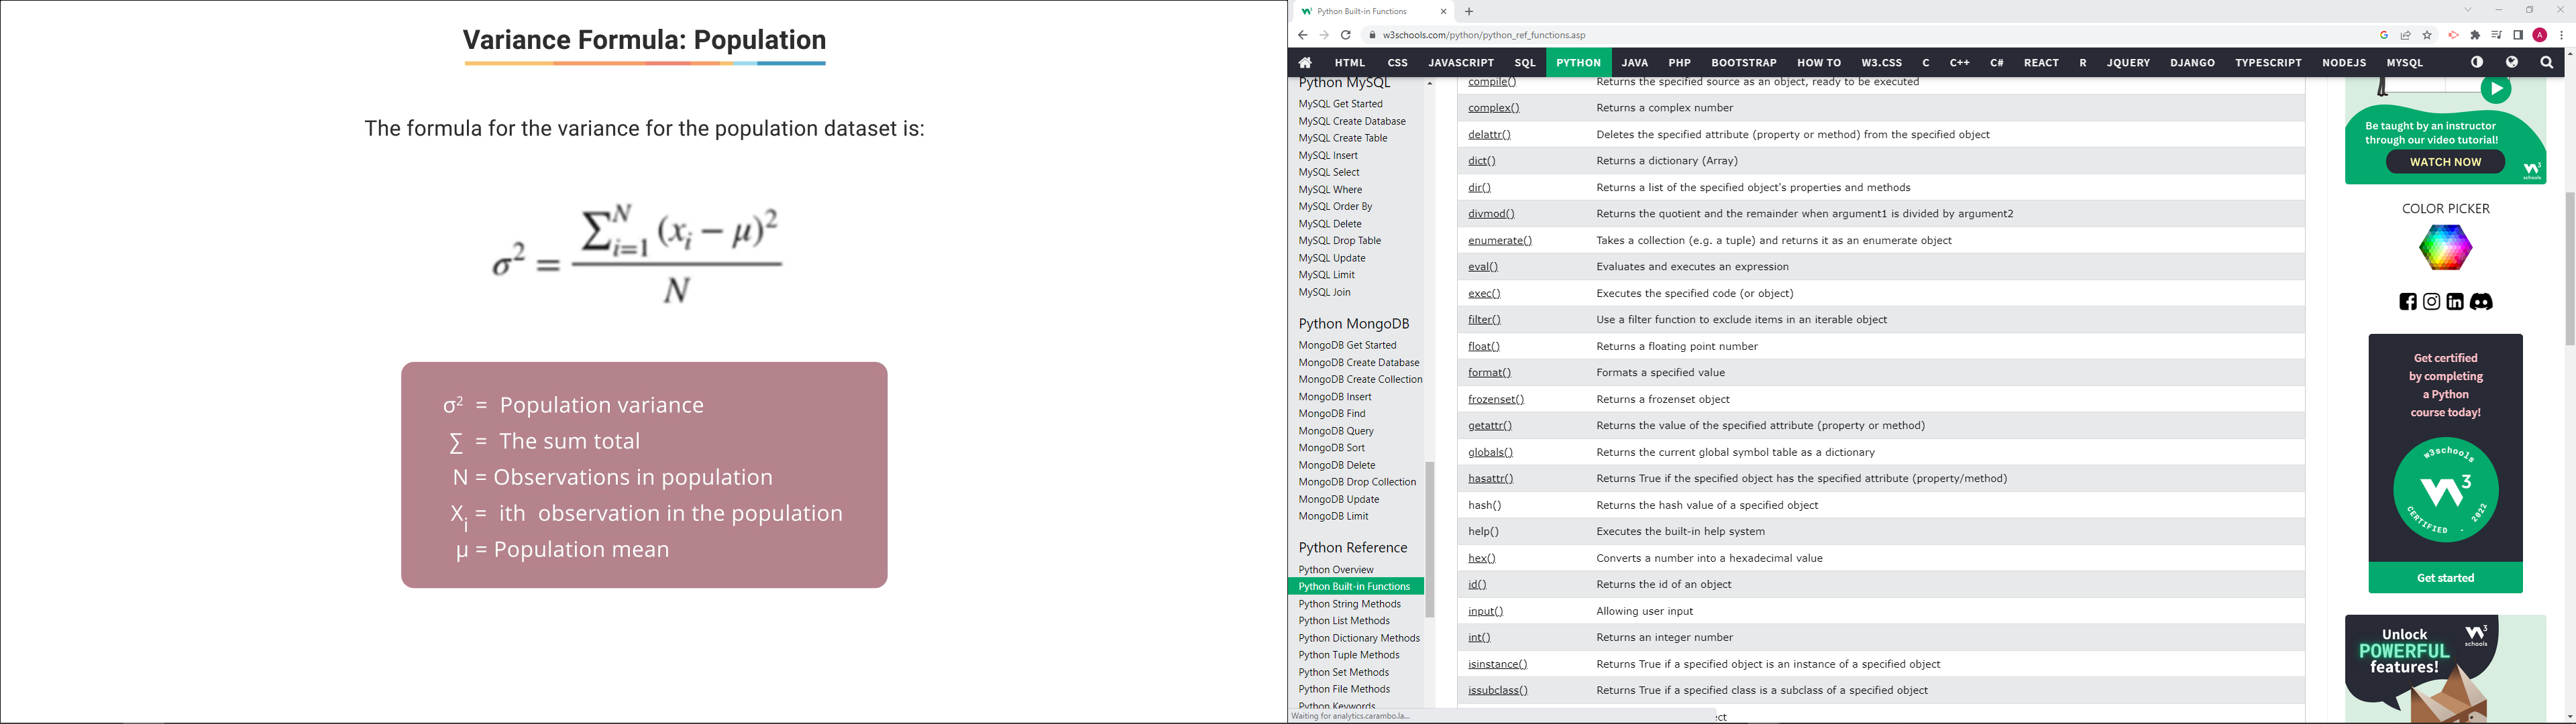 Variance Formula: Population
The formula for the variance for the population dataset is:
σ² = ∑ᴺᵢ₌₁ (xᵢ − μ)² / N
σ² = Population variance
∑ = The sum total
N = Observations in population
Xᵢ = ith observation in the population
μ = Population mean
Python Built-in Functions
w3schools.com/python/python_ref_functions.asp
A
HTML CSS JAVASCRIPT SQL PYTHON JAVA PHP BOOTSTRAP HOW TO W3.CSS C C++ C# REACT R JQUERY DJANGO TYPESCRIPT NODEJS MYSQL
Python MySQL
MySQL Get Started
MySQL Create Database
MySQL Create Table
MySQL Insert
MySQL Select
MySQL Where
MySQL Order By
MySQL Delete
MySQL Drop Table
MySQL Update
MySQL Limit
MySQL Join
Python MongoDB
MongoDB Get Started
MongoDB Create Database
MongoDB Create Collection
MongoDB Insert
MongoDB Find
MongoDB Query
MongoDB Sort
MongoDB Delete
MongoDB Drop Collection
MongoDB Update
MongoDB Limit
Python Reference
Python Overview
Python Built-in Functions
Python String Methods
Python List Methods
Python Dictionary Methods
Python Tuple Methods
Python Set Methods
Python File Methods
Python Keywords
Waiting for analytics.carambo.la...
compile() Returns the specified source as an object, ready to be executed
complex() Returns a complex number
delattr() Deletes the specified attribute (property or method) from the specified object
dict() Returns a dictionary (Array)
dir() Returns a list of the specified object's properties and methods
divmod() Returns the quotient and the remainder when argument1 is divided by argument2
enumerate() Takes a collection (e.g. a tuple) and returns it as an enumerate object
eval() Evaluates and executes an expression
exec() Executes the specified code (or object)
filter() Use a filter function to exclude items in an iterable object
float() Returns a floating point number
format() Formats a specified value
frozenset() Returns a frozenset object
getattr() Returns the value of the specified attribute (property or method)
globals() Returns the current global symbol table as a dictionary
hasattr() Returns True if the specified object has the specified attribute (property/method)
hash() Returns the hash value of a specified object
help() Executes the built-in help system
hex() Converts a number into a hexadecimal value
id() Returns the id of an object
input() Allowing user input
int() Returns an integer number
isinstance() Returns True if a specified object is an instance of a specified object
issubclass() Returns True if a specified class is a subclass of a specified object
ect
Be taught by an instructor
through our video tutorial!
WATCH NOW
w3 schools
COLOR PICKER
Get certified
by completing
a Python
course today!
w3schools
w3
CERTIFIED . 2022
Get started
Unlock
POWERFUL
features!
w3 schools